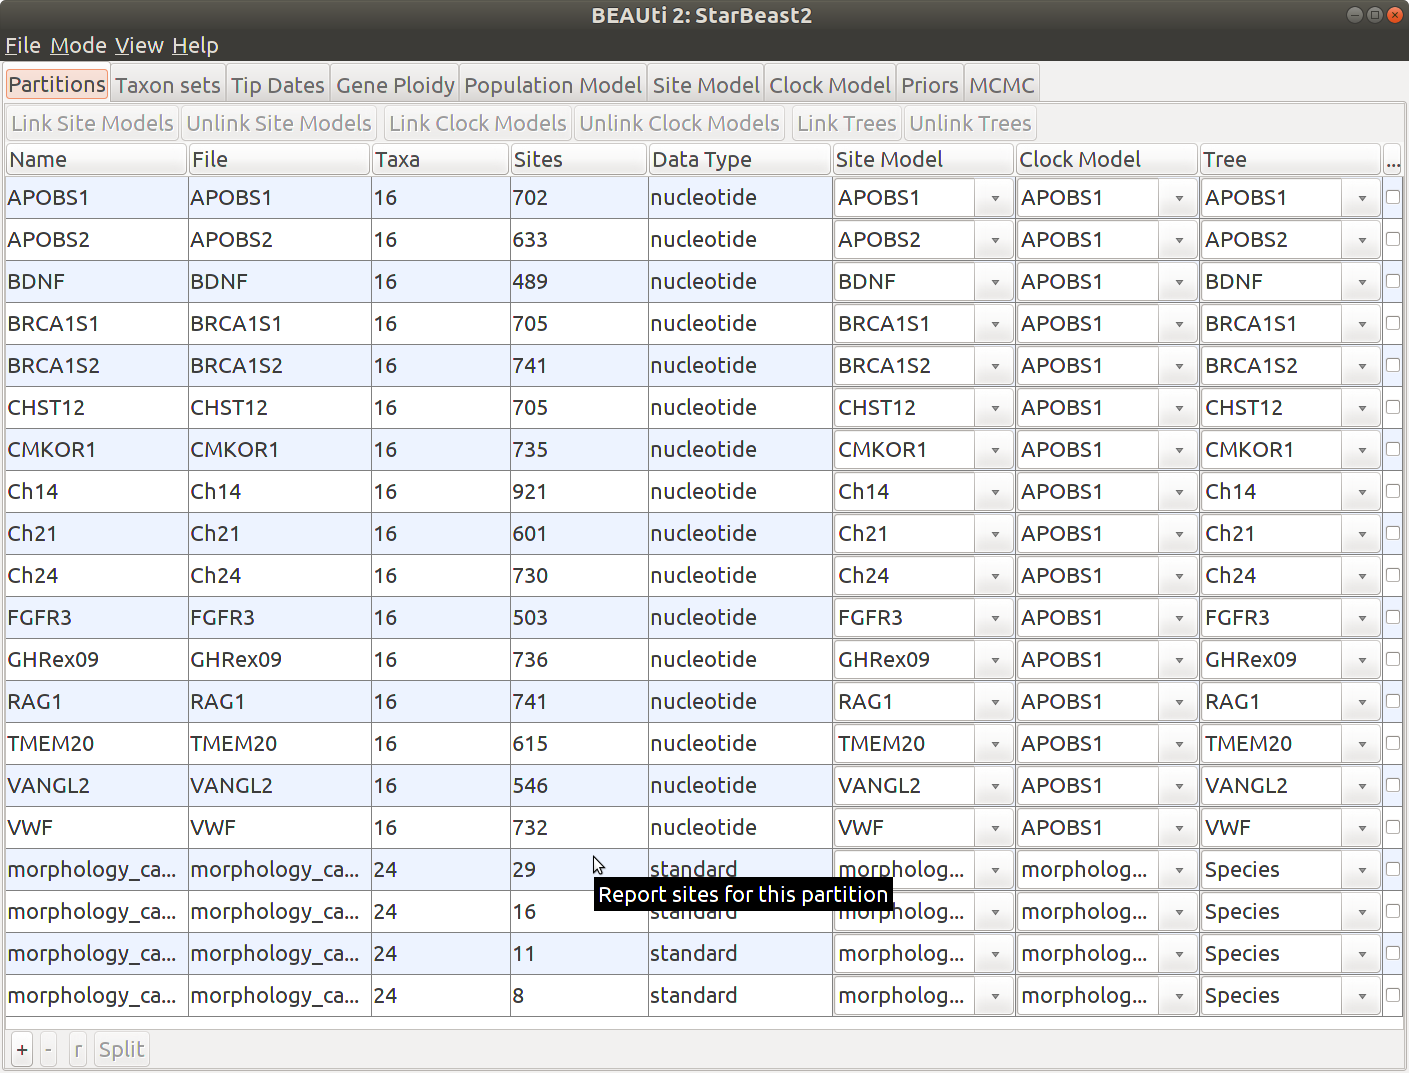 BEAUti 2: StarBeast2
File Mode View Help
Partitions Taxon sets Tip Dates Gene Ploidy Population Model Site Model Clock Model Priors MCMC
Link Site Models Unlink Site Models Link Clock Models Unlink Clock Models Link Trees Unlink Trees
Name File Taxa Sites Data Type Site Model Clock Model Tree ...
APOBS1 APOBS1 16 702 nucleotide APOBS1 APOBS1 APOBS1
APOBS2 APOBS2 16 633 nucleotide APOBS2 APOBS1 APOBS2
BDNF BDNF 16 489 nucleotide BDNF APOBS1 BDNF
BRCA1S1 BRCA1S1 16 705 nucleotide BRCA1S1 APOBS1 BRCA1S1
BRCA1S2 BRCA1S2 16 741 nucleotide BRCA1S2 APOBS1 BRCA1S2
CHST12 CHST12 16 705 nucleotide CHST12 APOBS1 CHST12
CMKOR1 CMKOR1 16 735 nucleotide CMKOR1 APOBS1 CMKOR1
Ch14 Ch14 16 921 nucleotide Ch14 APOBS1 Ch14
Ch21 Ch21 16 601 nucleotide Ch21 APOBS1 Ch21
Ch24 Ch24 16 730 nucleotide Ch24 APOBS1 Ch24
FGFR3 FGFR3 16 503 nucleotide FGFR3 APOBS1 FGFR3
GHRex09 GHRex09 16 736 nucleotide GHRex09 APOBS1 GHRex09
RAG1 RAG1 16 741 nucleotide RAG1 APOBS1 RAG1
TMEM20 TMEM20 16 615 nucleotide TMEM20 APOBS1 TMEM20
VANGL2 VANGL2 16 546 nucleotide VANGL2 APOBS1 VANGL2
VWF VWF 16 732 nucleotide VWF APOBS1 VWF
morphology_ca... morphology_ca... 24 29 standard morpholog... morpholog... Species
Report sites for this partition
morphology_ca... morphology_ca... 24 16 standard morpholog... morpholog... Species
morphology_ca... morphology_ca... 24 11 standard morpholog... morpholog... Species
morphology_ca... morphology_ca... 24 8 standard morpholog... morpholog... Species
+ - r Split